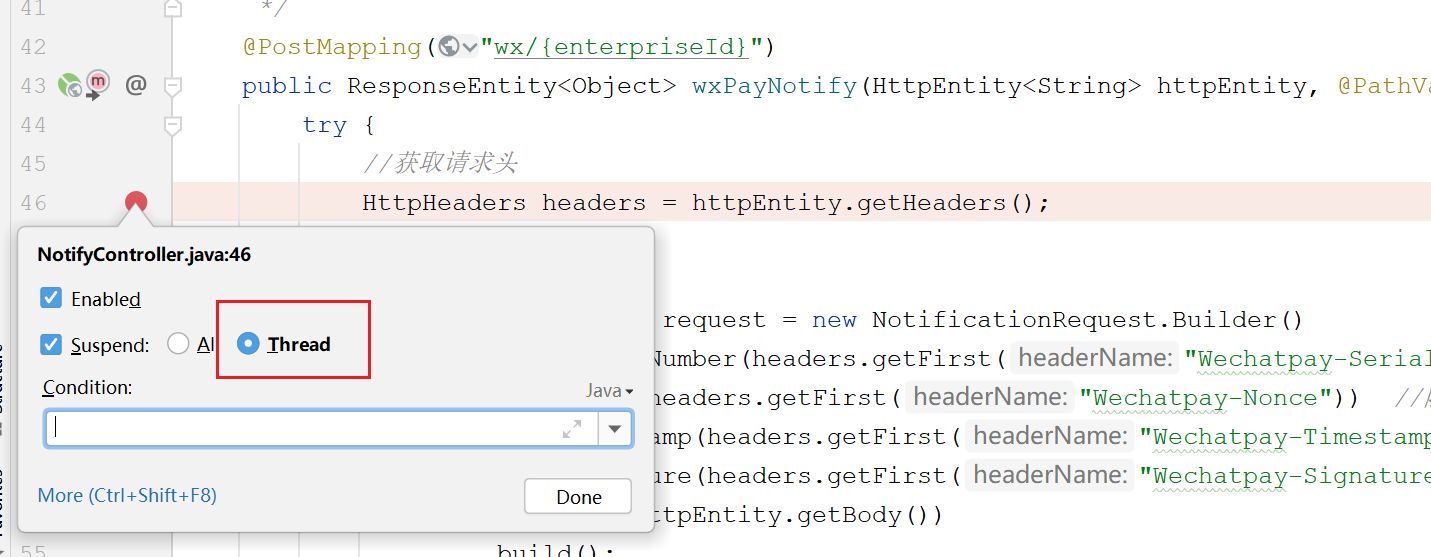 41 */
42 @PostMapping("wx/{enterpriseId}")
43 @ public ResponseEntity<Object> wxPayNotify(HttpEntity<String> httpEntity, @PathVa
44 try {
45 //获取请求头
46 HttpHeaders headers = httpEntity.getHeaders();
NotifyController.java:46
Enabled
Suspend: Al Thread
Condition:
Java
More (Ctrl+Shift+F8)
Done
request = new NotificationRequest.Builder()
Number(headers.getFirst( headerName: "Wechatpay-Serial
headers.getFirst( headerName: "Wechatpay-Nonce")) //
amp(headers.getFirst( headerName: "Wechatpay-Timestamp
ure(headers.getFirst( headerName: "Wechatpay-Signature
ttpEntity.getBody())
55 build();